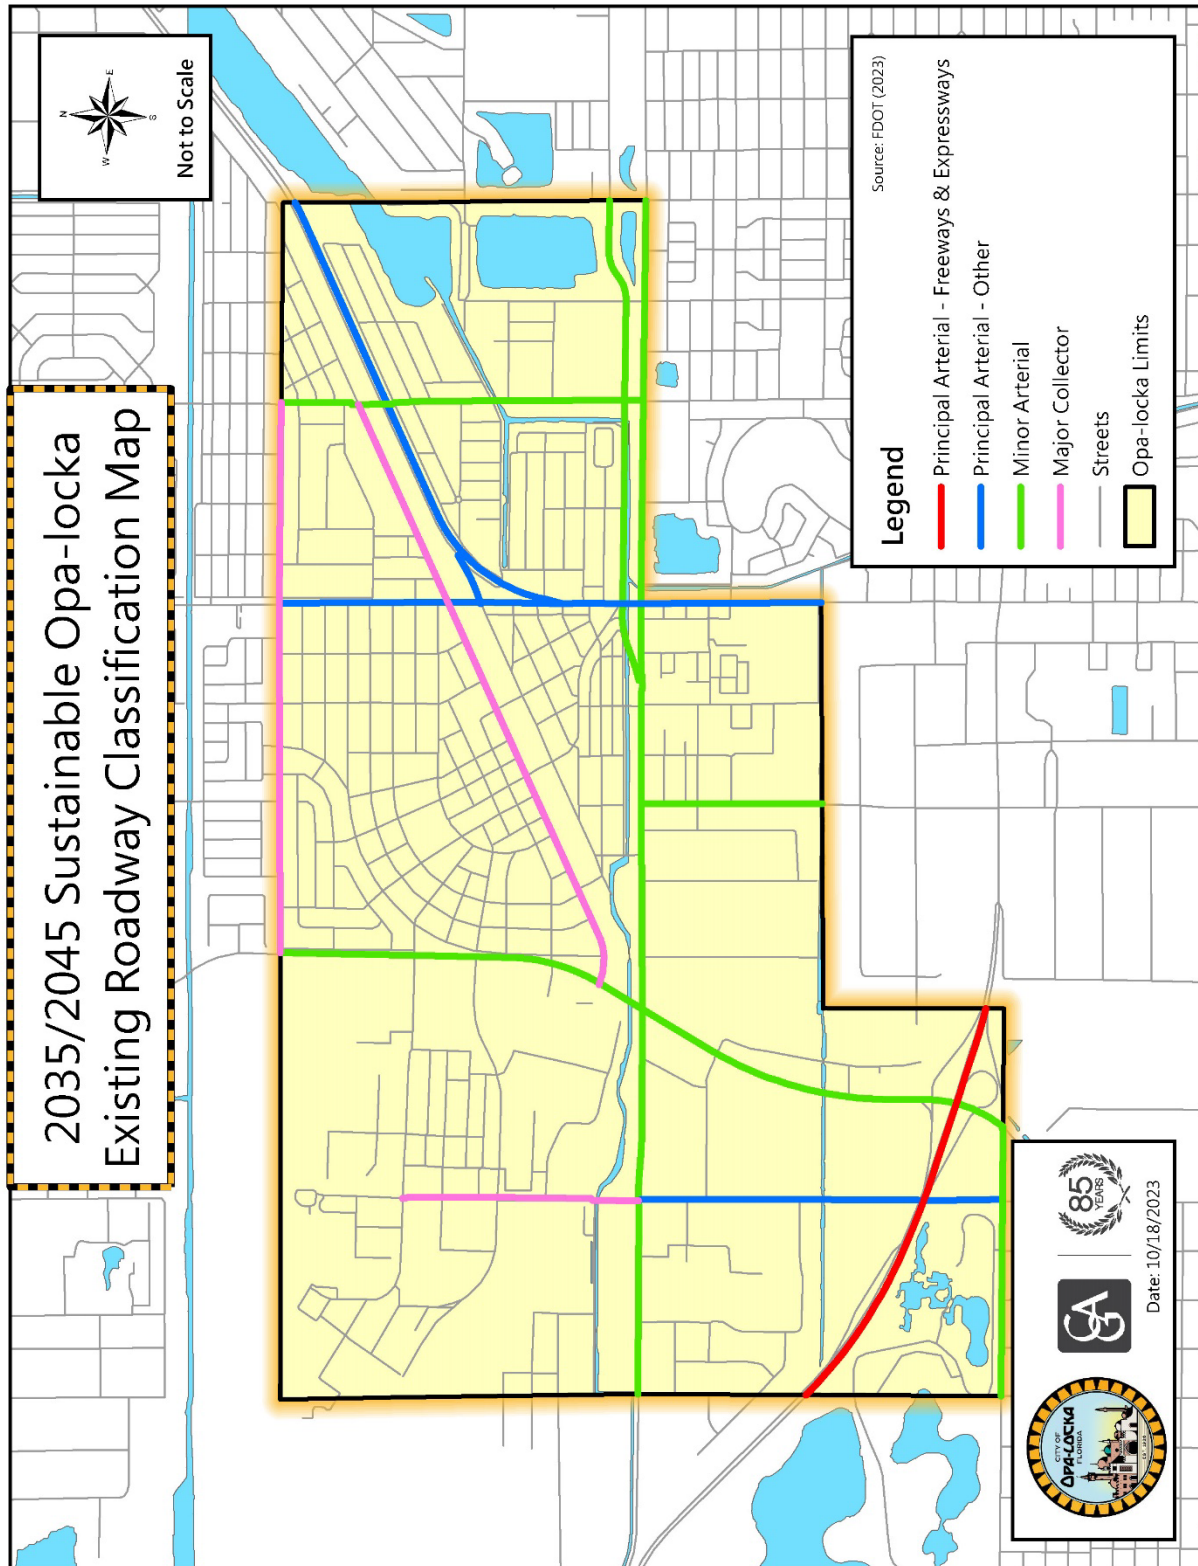 2035/2045 Sustainable Opa-locka
Existing Roadway Classification Map
N
W
E
S
Not to Scale
Source: FDOT (2023)
Legend
Principal Arterial - Freeways & Expressways
Principal Arterial - Other
Minor Arterial
Major Collector
Streets
Opa-locka Limits
CITY OF
OPA-LOCKA
FLORIDA
CGA
85
YEARS
Date: 10/18/2023